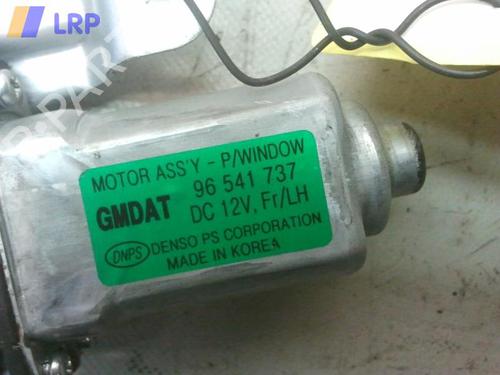 LRP
MOTOR ASS'Y - P/WINDOW
96 541 737
GMDAT
DC 12V, Fr/LH
DNPS DENSO PS CORPORATION
MADE IN KOREA